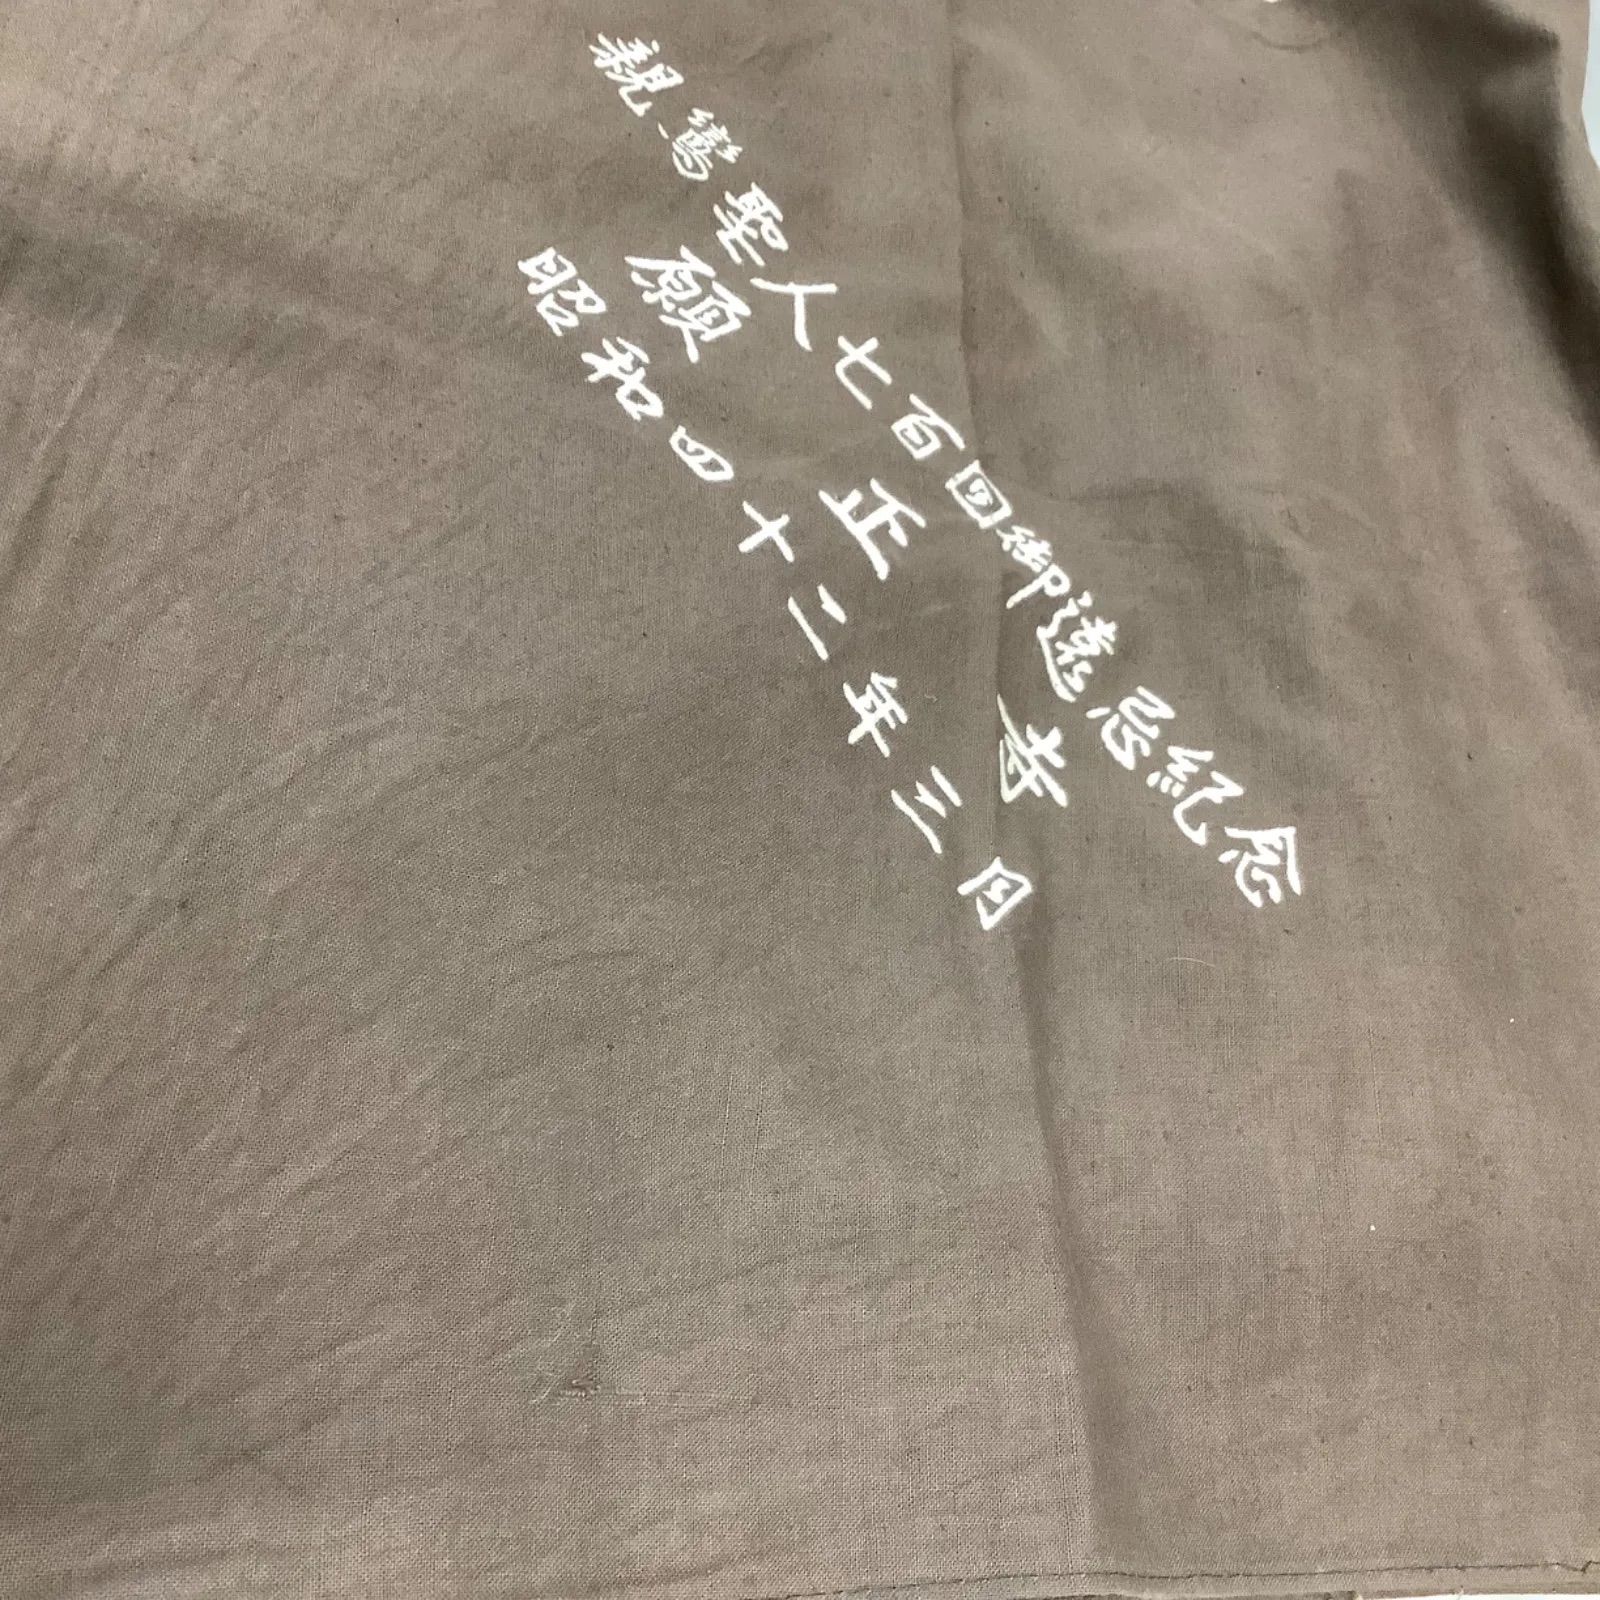 親鸞聖人七百回御遠忌紀念
願正寺
昭和四十二年三月